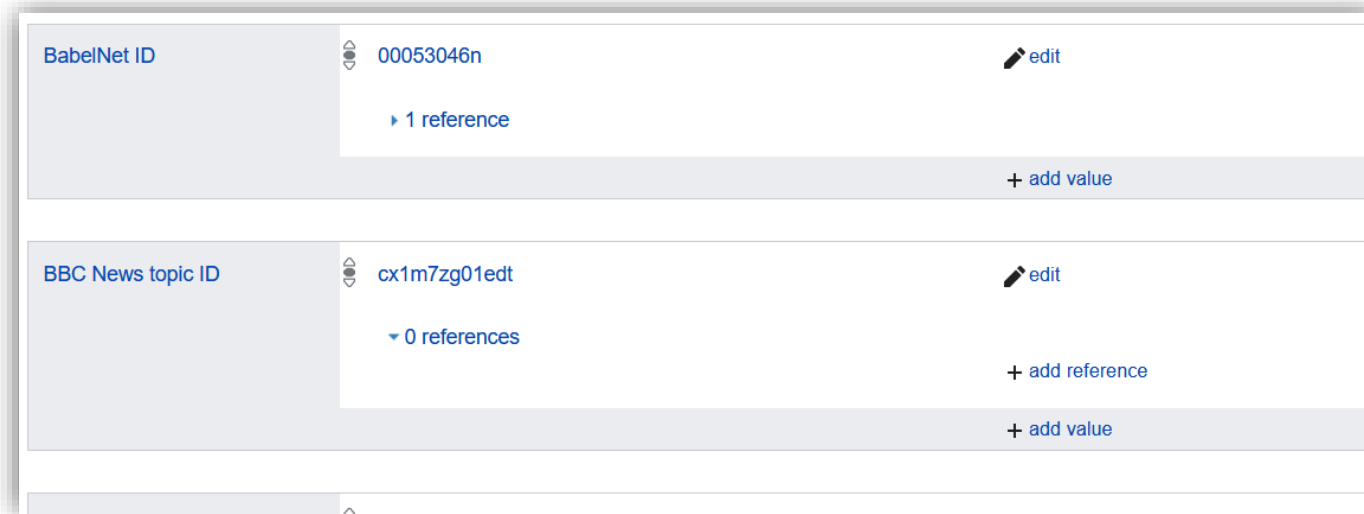 BabelNet ID 00053046n edit
1 reference
+ add value
BBC News topic ID cx1m7zg01edt edit
0 references
+ add reference
+ add value